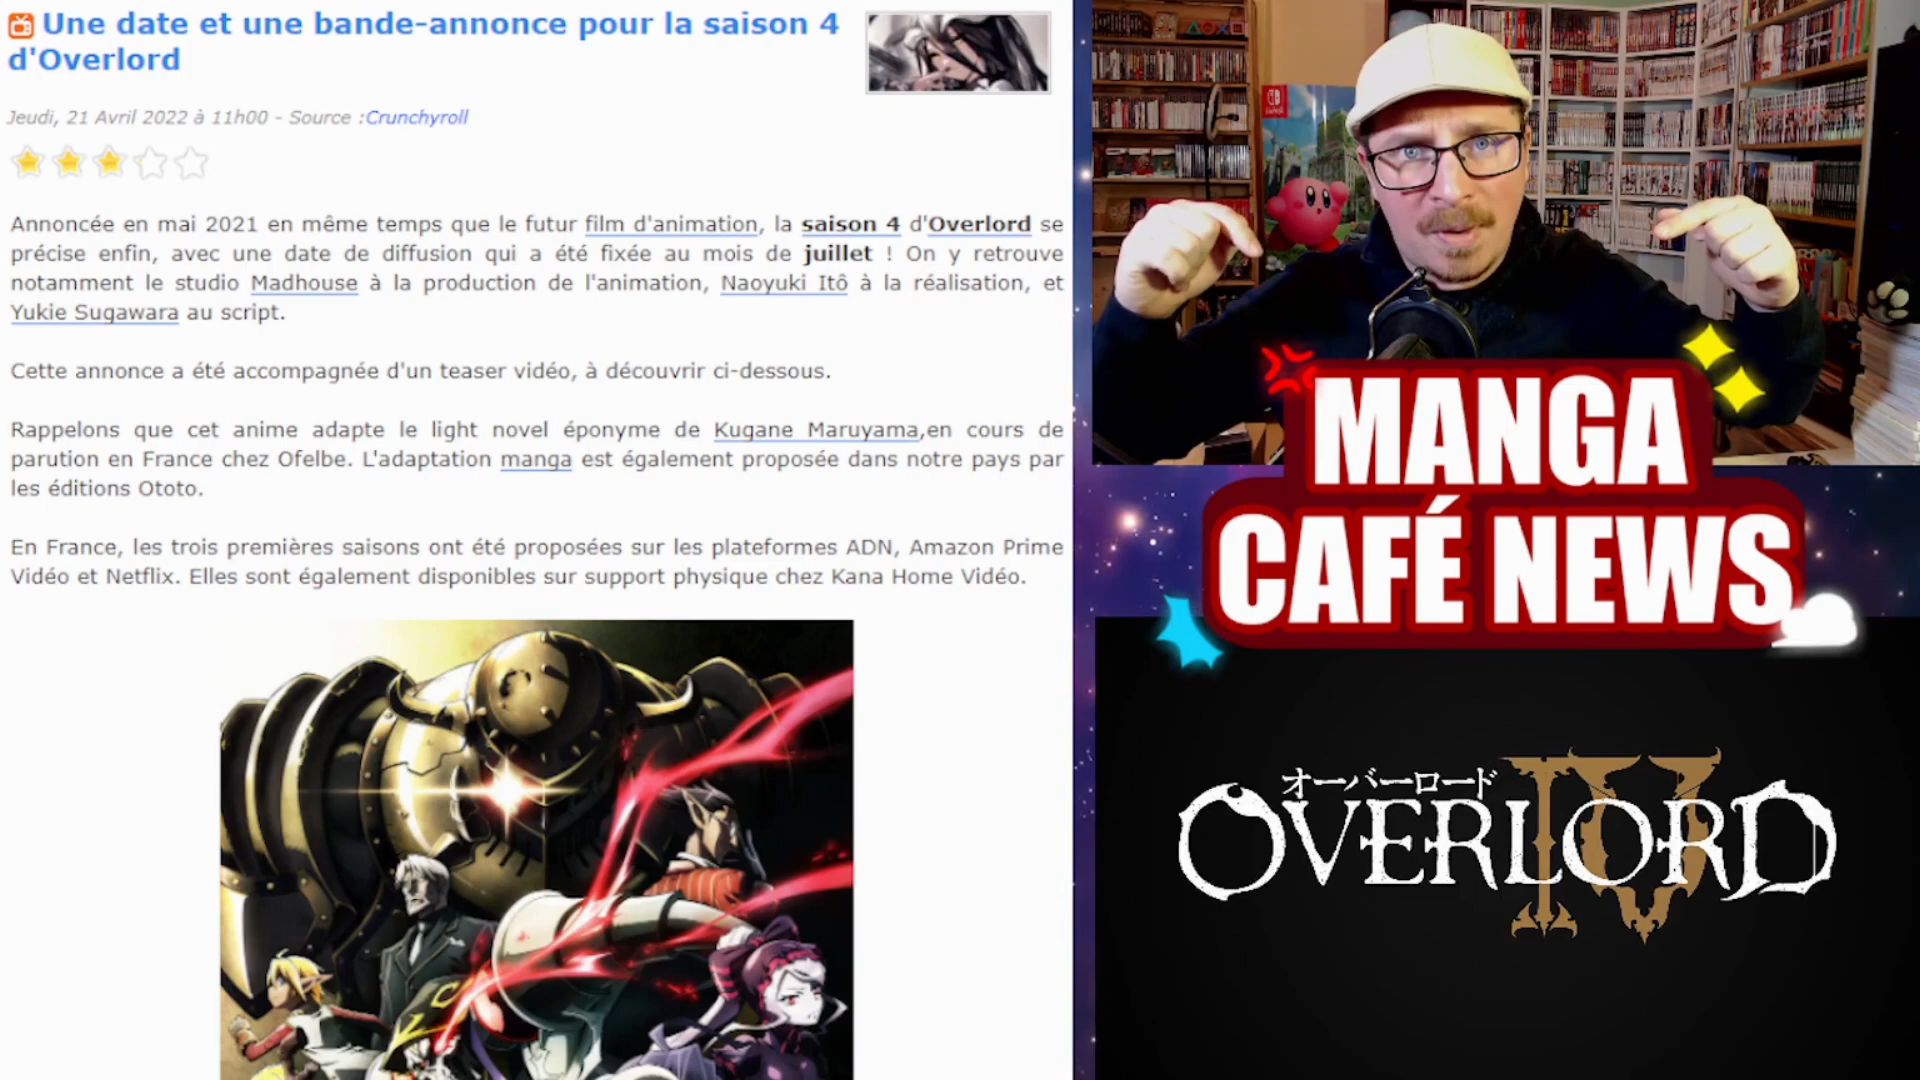 Une date et une bande-annonce pour la saison 4
d'Overlord
Jeudi, 21 Avril 2022 à 11h00 - Source :Crunchyroll
Annoncée en mai 2021 en même temps que le futur film d'animation, la saison 4 d'Overlord se
précise enfin, avec une date de diffusion qui a été fixée au mois de juillet ! On y retrouve
notamment le studio Madhouse à la production de l'animation, Naoyuki Itô à la réalisation, et
Yukie Sugawara au script.
Cette annonce a été accompagnée d'un teaser vidéo, à découvrir ci-dessous.
Rappelons que cet anime adapte le light novel éponyme de Kugane Maruyama,en cours de
parution en France chez Ofelbe. L'adaptation manga est également proposée dans notre pays par
les éditions Ototo.
En France, les trois premières saisons ont été proposées sur les plateformes ADN, Amazon Prime
Vidéo et Netflix. Elles sont également disponibles sur support physique chez Kana Home Vidéo.
MANGA
CAFÉ NEWS
オーバーロード
OVERLORD
IV